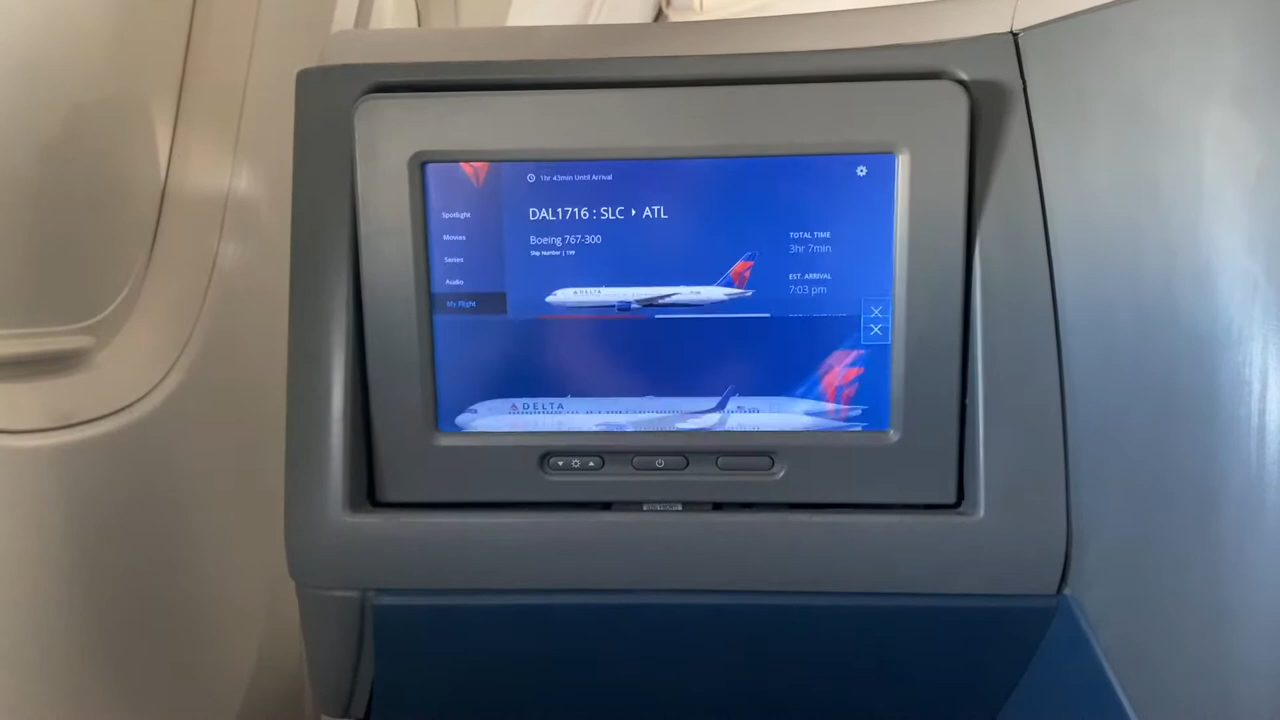 1hr 43min Until Arrival
DAL1716 : SLC ▸ ATL
Boeing 767-300
Ship Number | 199
Spotlight
Movies
Series
Audio
My Flight
TOTAL TIME
3hr 7min
EST. ARRIVAL
7:03 pm
DELTA
DELTA